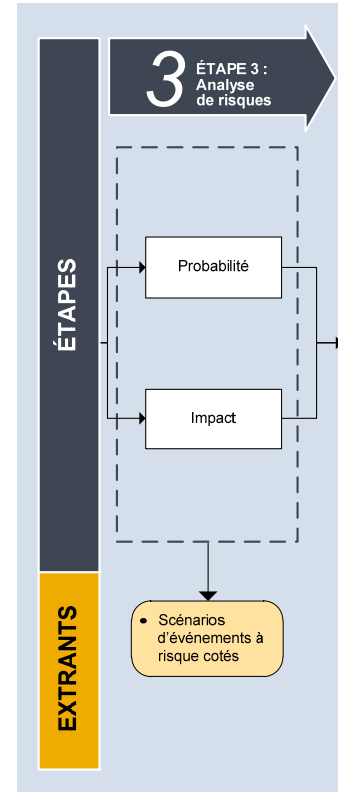 3
ÉTAPE 3 :
Analyse
de risques
ÉTAPES
Probabilité
Impact
EXTRANTS
• Scénarios
d'événements à
risque cotés